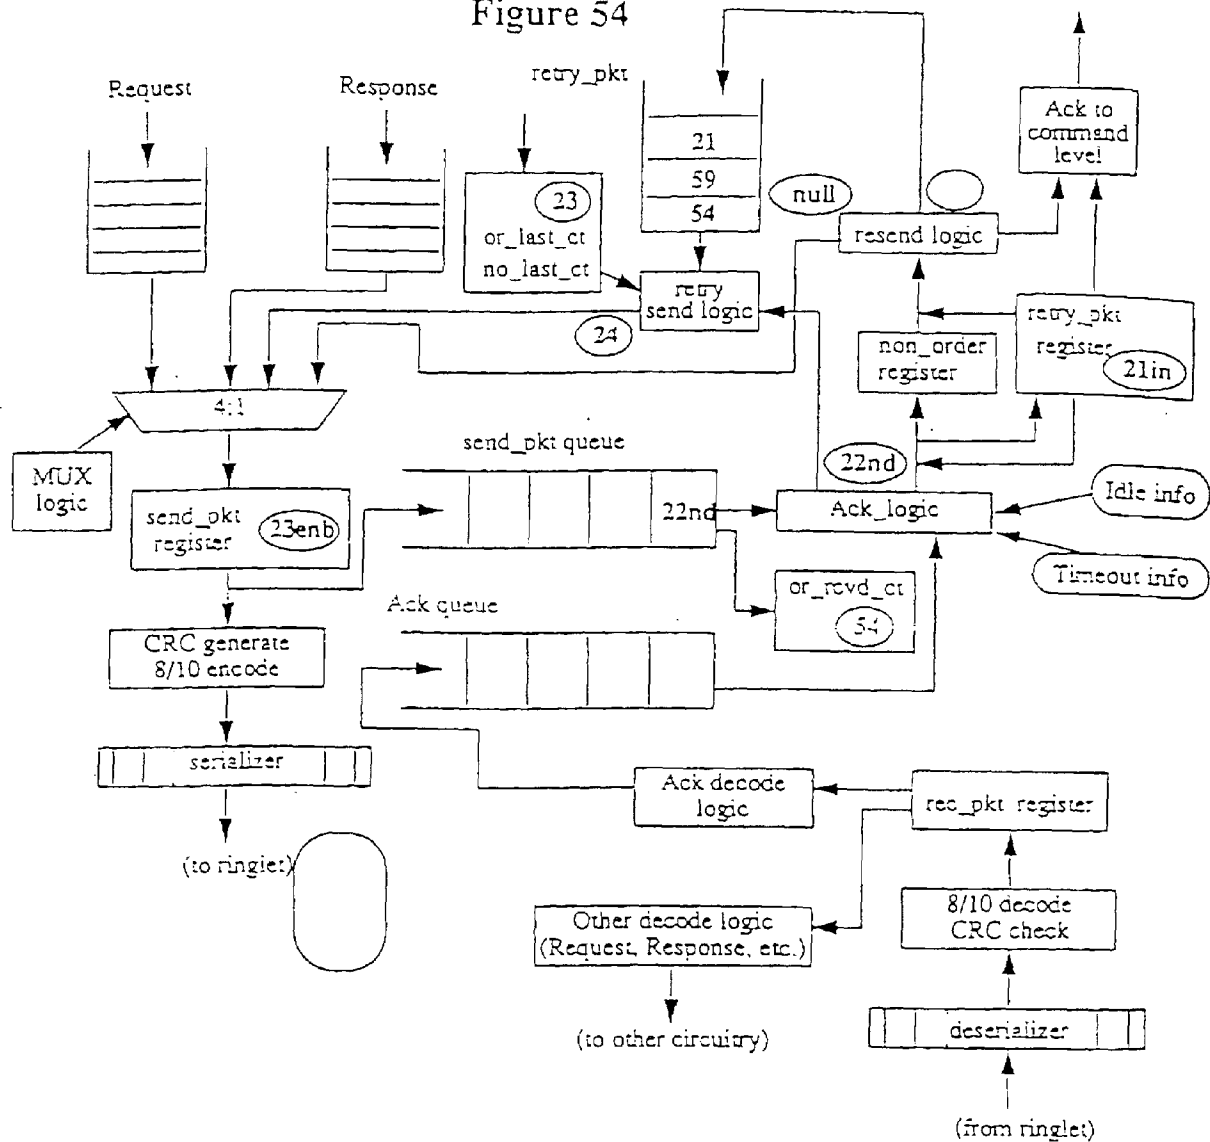 Figure 54
Request
Response
retry_pkt
21
59
54
23
or_last_ct
no_last_ct
retry
send logic
24
null
resend logic
Ack to
command
level
non_order
register
retry_pkt
register
21in
4:1
MUX
logic
send_pkt
register
23enb
send_pkt queue
22nd
22nd
Ack_logic
Idle info
Timeout info
or_rcvd_ct
54
Ack queue
CRC generate
8/10 encode
serializer
(to ringlet)
Ack decode
logic
rec_pkt register
Other decode logic
(Request, Response, etc.)
(to other circuitry)
8/10 decode
CRC check
deserializer
(from ringlet)